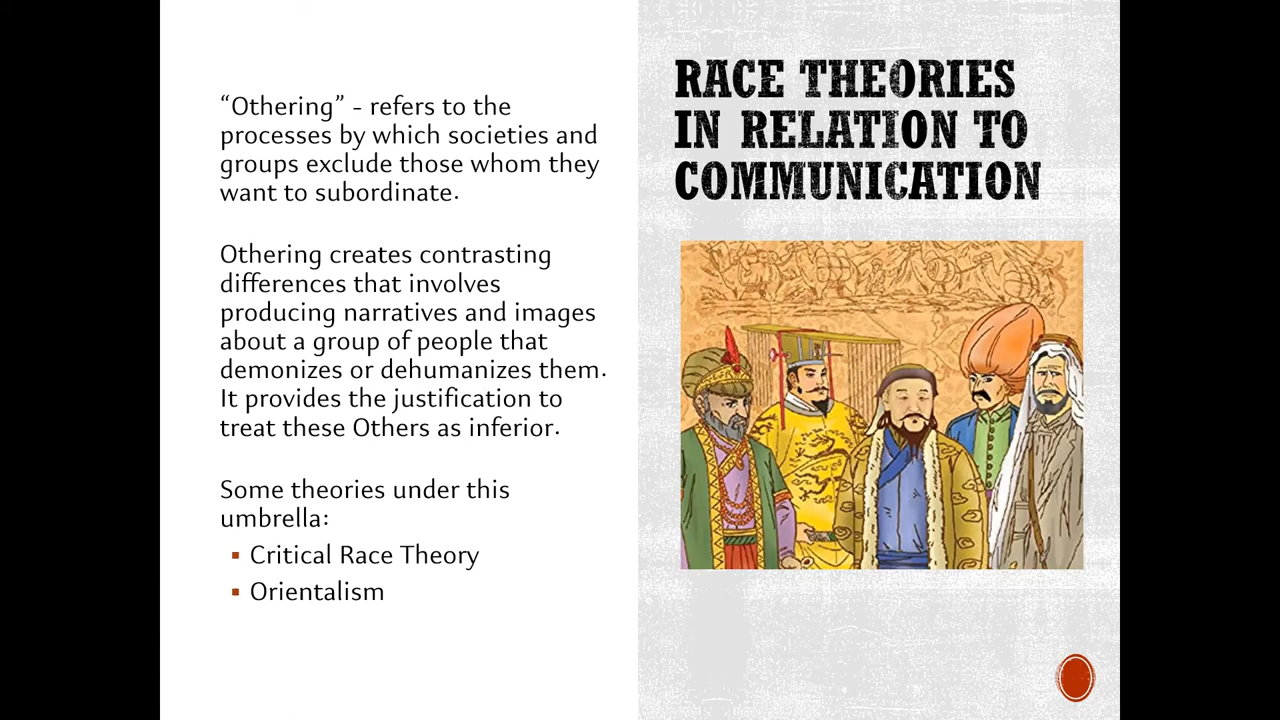 “Othering” - refers to the
processes by which societies and
groups exclude those whom they
want to subordinate.
Othering creates contrasting
differences that involves
producing narratives and images
about a group of people that
demonizes or dehumanizes them.
It provides the justification to
treat these Others as inferior.
Some theories under this
umbrella:
▪ Critical Race Theory
▪ Orientalism
RACE THEORIES
IN RELATION TO
COMMUNICATION